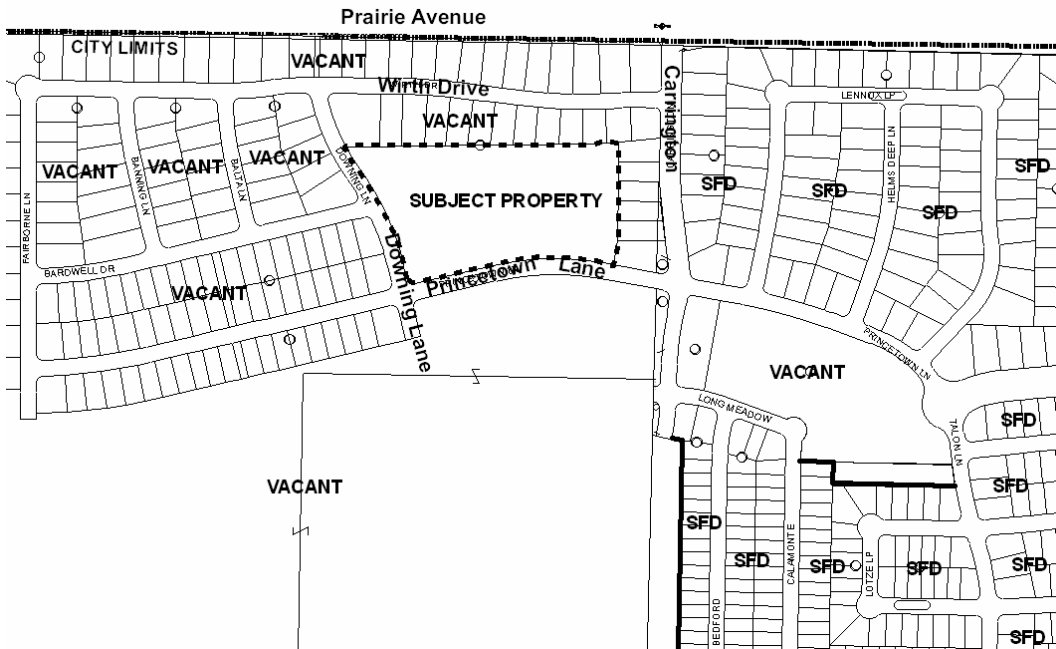 Prairie Avenue
CITY LIMITS
VACANT
Wirth Drive
Carrington
LENNOX LP
VACANT
VACANT
VACANT
VACANT
BANNING LN
BALTA LN
DOWNING LN
FAIRBORNE LN
SUBJECT PROPERTY
SFD
SFD
HELMS DEEP LN
SFD
SFD
BARDWELL DR
VACANT
Downing Lane
Princetown Lane
PRINCETOWN LN
VACANT
LONG MEADOW
TALON LN
SFD
VACANT
SFD
SFD
SFD
CALAMONTE
SFD
LOTZE LP
SFD
SFD
BEDFORD
SFD